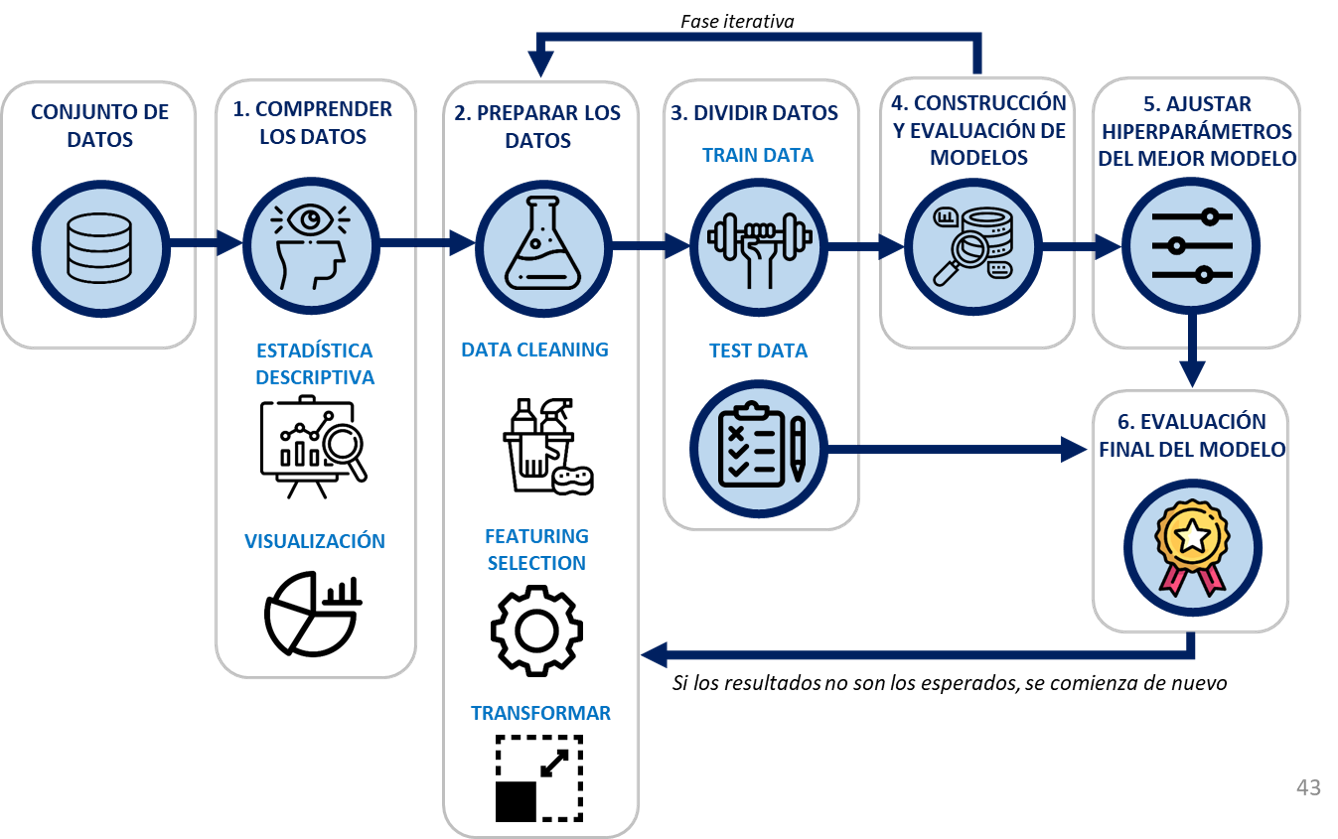 Fase iterativa
CONJUNTO DE
DATOS
1. COMPRENDER
LOS DATOS
ESTADÍSTICA
DESCRIPTIVA
VISUALIZACIÓN
2. PREPARAR LOS
DATOS
DATA CLEANING
FEATURING
SELECTION
TRANSFORMAR
3. DIVIDIR DATOS
TRAIN DATA
TEST DATA
4. CONSTRUCCIÓN
Y EVALUACIÓN DE
MODELOS
5. AJUSTAR
HIPERPARÁMETROS
DEL MEJOR MODELO
6. EVALUACIÓN
FINAL DEL MODELO
Si los resultados no son los esperados, se comienza de nuevo
43